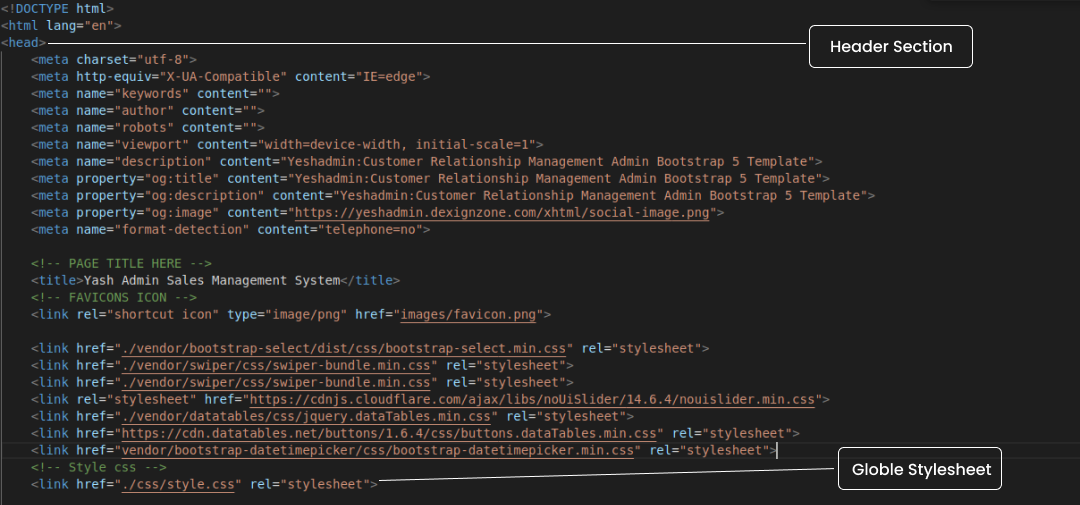 <!DOCTYPE html>
<html lang="en">
<head>
Header Section
<meta charset="utf-8">
<meta http-equiv="X-UA-Compatible" content="IE=edge">
<meta name="keywords" content="">
<meta name="author" content="">
<meta name="robots" content="">
<meta name="viewport" content="width=device-width, initial-scale=1">
<meta name="description" content="Yeshadmin:Customer Relationship Management Admin Bootstrap 5 Template">
<meta property="og:title" content="Yeshadmin:Customer Relationship Management Admin Bootstrap 5 Template">
<meta property="og:description" content="Yeshadmin:Customer Relationship Management Admin Bootstrap 5 Template">
<meta property="og:image" content="https://yeshadmin.dexignzone.com/xhtml/social-image.png">
<meta name="format-detection" content="telephone=no">
<!-- PAGE TITLE HERE -->
<title>Yash Admin Sales Management System</title>
<!-- FAVICONS ICON -->
<link rel="shortcut icon" type="image/png" href="images/favicon.png">
<link href="./vendor/bootstrap-select/dist/css/bootstrap-select.min.css" rel="stylesheet">
<link href="./vendor/swiper/css/swiper-bundle.min.css" rel="stylesheet">
<link href="./vendor/swiper/css/swiper-bundle.min.css" rel="stylesheet">
<link rel="stylesheet" href="https://cdnjs.cloudflare.com/ajax/libs/noUiSlider/14.6.4/nouislider.min.css">
<link href="./vendor/datatables/css/jquery.dataTables.min.css" rel="stylesheet">
<link href="https://cdn.datatables.net/buttons/1.6.4/css/buttons.dataTables.min.css" rel="stylesheet">
<link href="vendor/bootstrap-datetimepicker/css/bootstrap-datetimepicker.min.css" rel="stylesheet">
<!-- Style css -->
Globle Stylesheet
<link href="./css/style.css" rel="stylesheet">